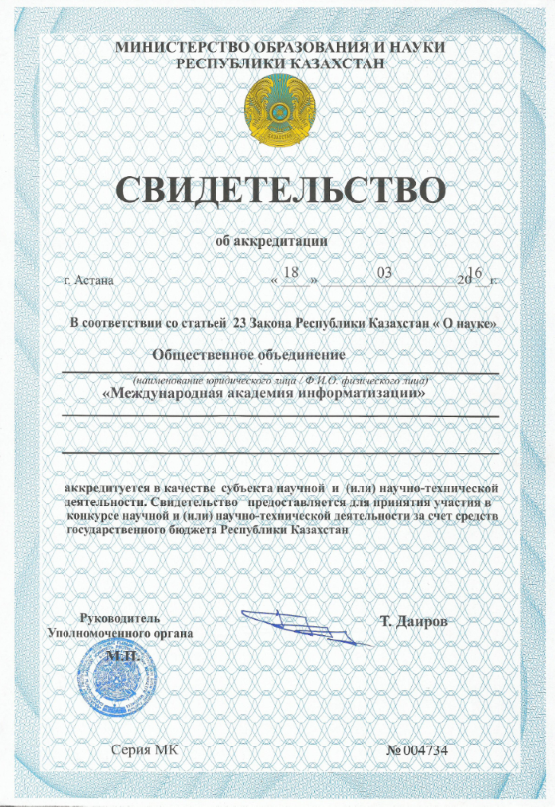 МИНИСТЕРСТВО ОБРАЗОВАНИЯ И НАУКИ
РЕСПУБЛИКИ КАЗАХСТАН
СВИДЕТЕЛЬСТВО
об аккредитации
г. Астана « 18 » 03 2016 г.
В соответствии со статьей 23 Закона Республики Казахстан « О науке»
Общественное объединение
(наименование юридического лица / Ф.И.О. физического лица)
«Международная академия информатизации»
аккредитуется в качестве субъекта научной и (или) научно-технической
деятельности. Свидетельство предоставляется для принятия участия в
конкурсе научной и (или) научно-технической деятельности за счет средств
государственного бюджета Республики Казахстан
Руководитель
Уполномоченного органа
Т. Даиров
М.П.
Серия МК №004734